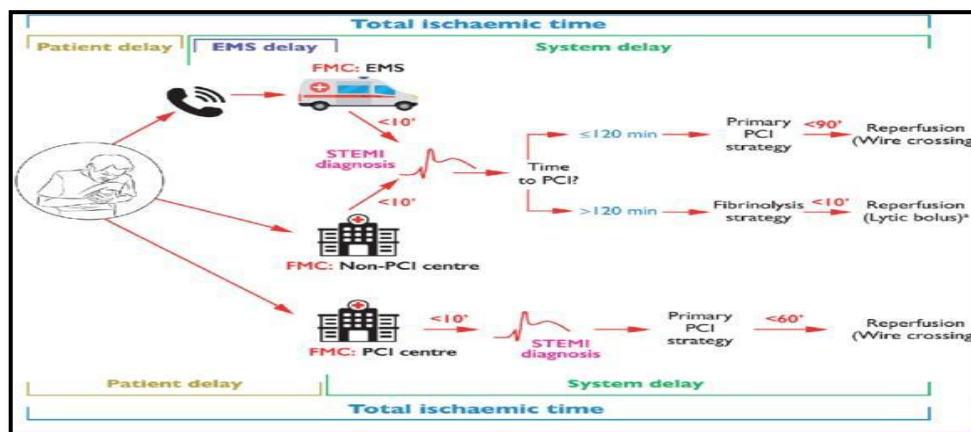 Total ischaemic time
Patient delay
EMS delay
System delay
FMC: EMS
<10'
STEMI
diagnosis
<10'
FMC: Non-PCI centre
Time
to PCI?
≤120 min
Primary
PCI
strategy
<90'
Reperfusion
(Wire crossing)
>120 min
Fibrinolysis
strategy
<10'
Reperfusion
(Lytic bolus)ª
FMC: PCI centre
<10'
STEMI
diagnosis
Primary
PCI
strategy
<60'
Reperfusion
(Wire crossing)
Patient delay
System delay
Total ischaemic time